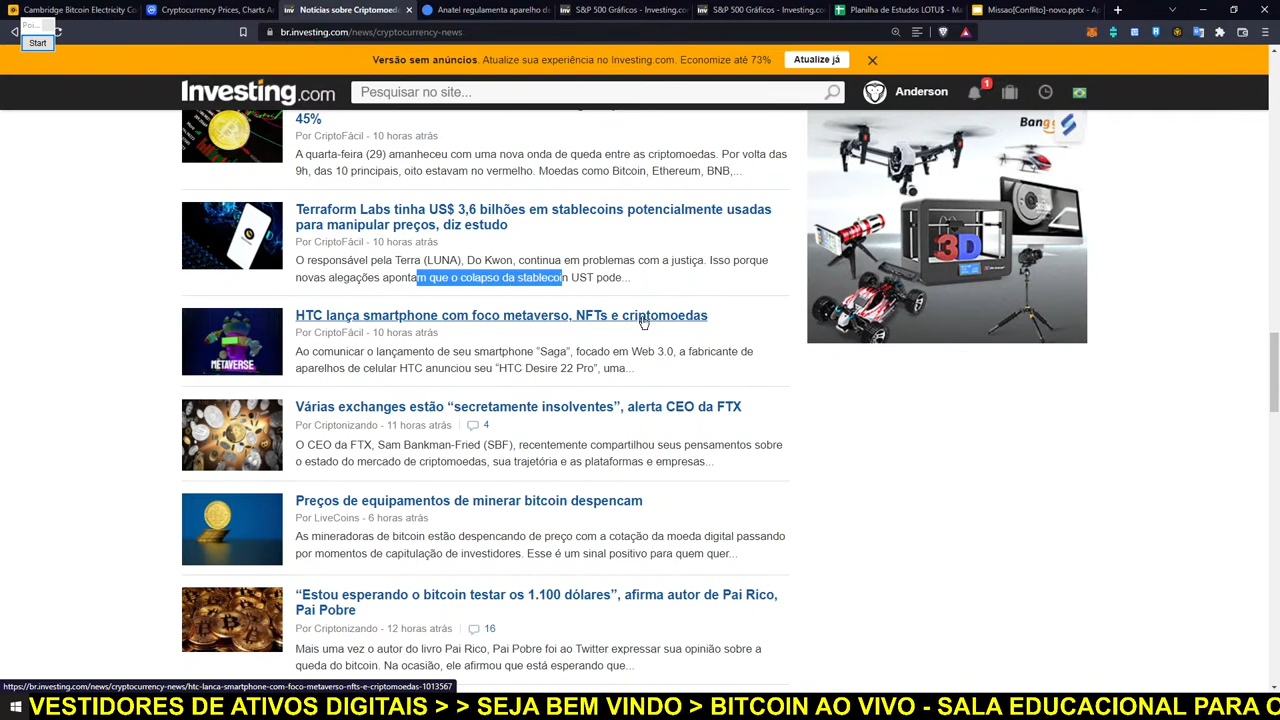 Cambridge Bitcoin Electricity Co
Cryptocurrency Prices, Charts A
Notícias sobre Criptomoed
Anatel regulamenta aparelho d
S&P 500 Gráficos - Investing.co
S&P 500 Gráficos - Investing.co
Planilha de Estudos LOTU$ - M
Missao[Conflito]-novo.pptx - Ap
Poi...
Start
br.investing.com/news/cryptocurrency-news
Versão sem anúncios. Atualize sua experiência no Investing.com. Economize até 73%
Atualize já
Investing.com
Pesquisar no site...
Anderson
1
45%
Por CriptoFácil - 10 horas atrás
A quarta-feira (29) amanheceu com uma nova onda de queda entre as criptomoedas. Por volta das
9h, das 10 principais, oito estavam no vermelho. Moedas como Bitcoin, Ethereum, BNB,...
Terraform Labs tinha US$ 3,6 bilhões em stablecoins potencialmente usadas
para manipular preços, diz estudo
Por CriptoFácil - 10 horas atrás
O responsável pela Terra (LUNA), Do Kwon, continua em problemas com a justiça. Isso porque
novas alegações apontam que o colapso da stablecoin UST pode...
HTC lança smartphone com foco metaverso, NFTs e criptomoedas
Por CriptoFácil - 10 horas atrás
Ao comunicar o lançamento de seu smartphone “Saga”, focado em Web 3.0, a fabricante de
aparelhos de celular HTC anunciou seu “HTC Desire 22 Pro”, uma...
METAVERSE
Várias exchanges estão “secretamente insolventes”, alerta CEO da FTX
Por Criptonizando - 11 horas atrás
4
O CEO da FTX, Sam Bankman-Fried (SBF), recentemente compartilhou seus pensamentos sobre
o estado do mercado de criptomoedas, sua trajetória e as plataformas e empresas...
Preços de equipamentos de minerar bitcoin despencam
Por LiveCoins - 6 horas atrás
As mineradoras de bitcoin estão despencando de preço com a cotação da moeda digital passando
por momentos de capitulação de investidores. Esse é um sinal positivo para quem quer...
“Estou esperando o bitcoin testar os 1.100 dólares”, afirma autor de Pai Rico,
Pai Pobre
Por Criptonizando - 12 horas atrás
16
Mais uma vez o autor do livro Pai Rico, Pai Pobre foi ao Twitter expressar sua opinião sobre a
queda do bitcoin. Na ocasião, ele afirmou que está esperando que...
Bangg
3D
https://br.investing.com/news/cryptocurrency-news/htc-lanca-smartphone-com-foco-metaverso-nfts-e-criptomoedas-1013567
VESTIDORES DE ATIVOS DIGITAIS > > SEJA BEM VINDO > BITCOIN AO VIVO - SALA EDUCACIONAL PARA